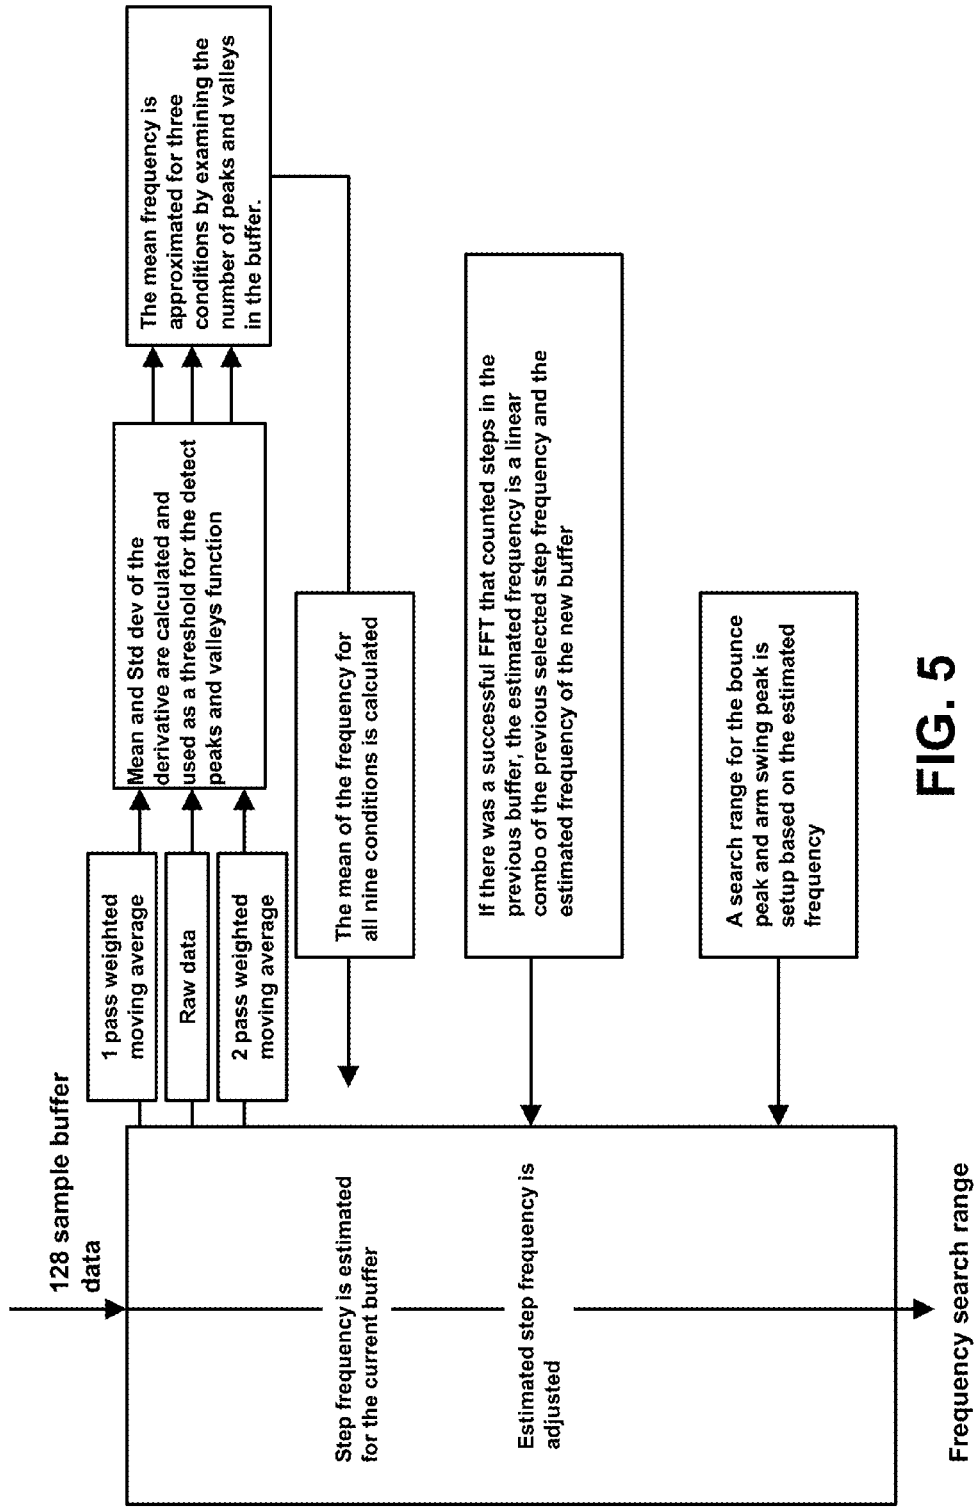 128 sample buffer
data
1 pass weighted
moving average
Raw data
2 pass weighted
moving average
Mean and Std dev of the
derivative are calculated and
used as a threshold for the detect
peaks and valleys function
The mean frequency is
approximated for three
conditions by examining the
number of peaks and valleys
in the buffer.
The mean of the frequency for
all nine conditions is calculated
Step frequency is estimated
for the current buffer
If there was a successful FFT that counted steps in the
previous buffer, the estimated frequency is a linear
combo of the previous selected step frequency and the
estimated frequency of the new buffer
Estimated step frequency is
adjusted
A search range for the bounce
peak and arm swing peak is
setup based on the estimated
frequency
Frequency search range
FIG. 5